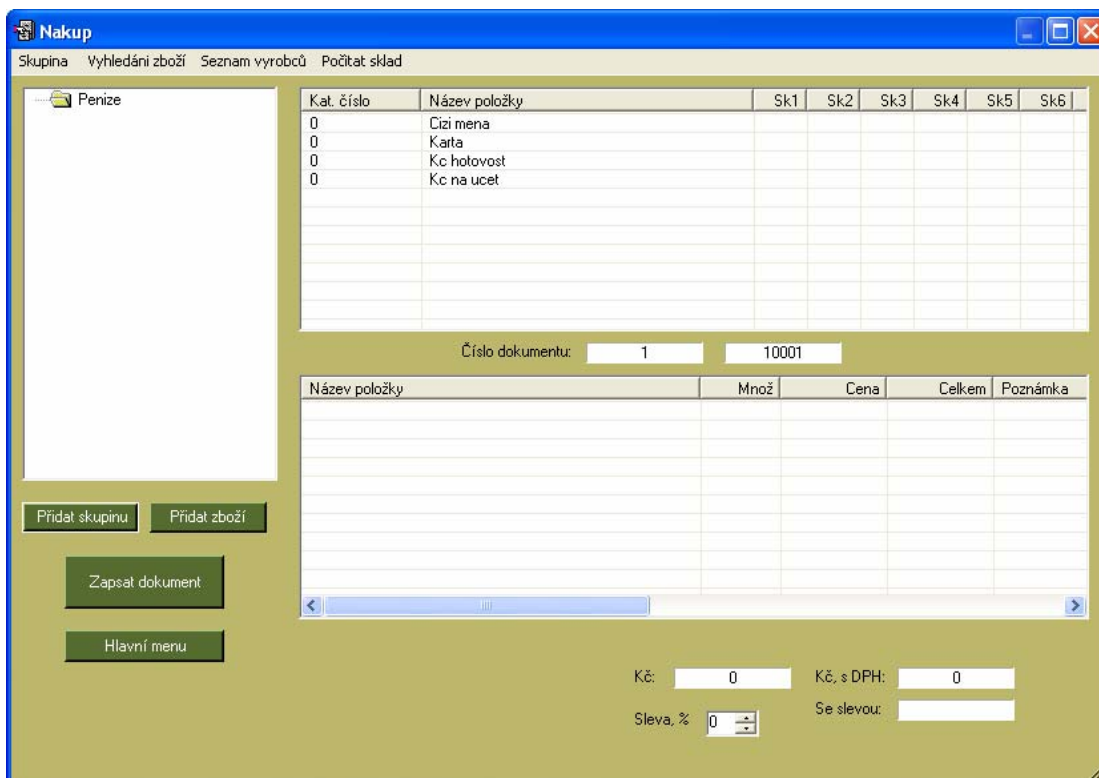 Nakup
Skupina Vyhledáni zboží Seznam vyrobců Počítat sklad
Penize
Kat. číslo Název položky Sk1 Sk2 Sk3 Sk4 Sk5 Sk6
0 Cizi mena
0 Karta
0 Kc hotovost
0 Kc na ucet
Číslo dokumentu: 1 10001
Název položky Množ Cena Celkem Poznámka
Přidat skupinu Přidat zboží
Zapsat dokument
Hlavní menu
Kč: 0 Kč, s DPH: 0
Sleva, % 0 Se slevou: